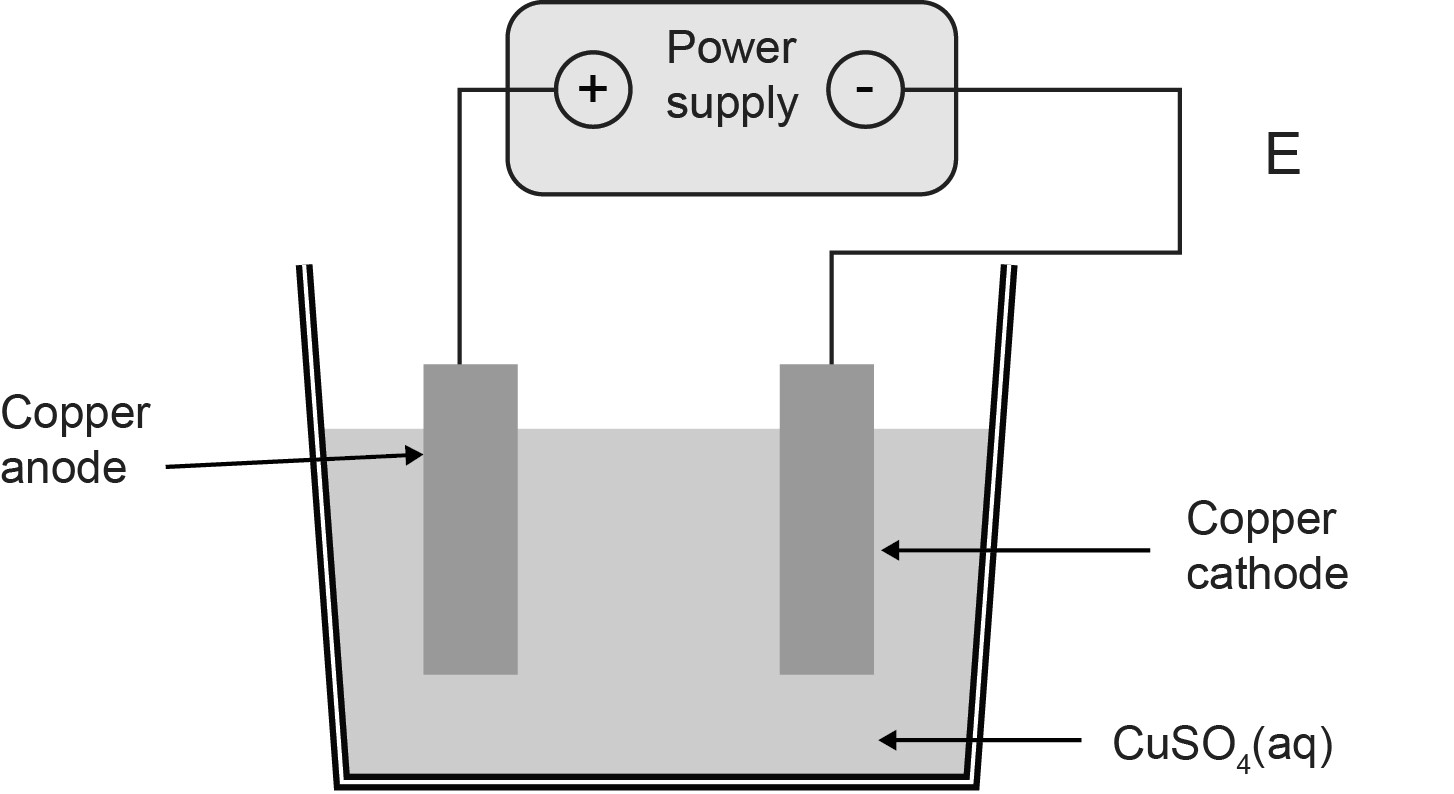 Power
supply
+
-
E
Copper
anode
Copper
cathode
CuSO₄(aq)